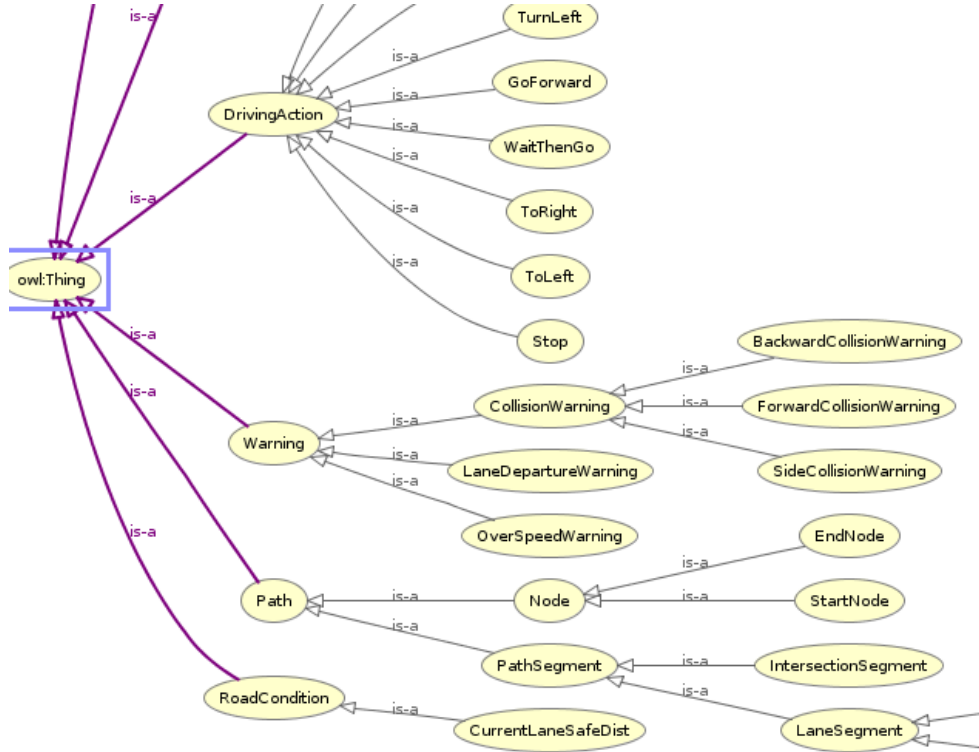 is-a
TurnLeft
is-a
GoForward
is-a
DrivingAction
is-a
WaitThenGo
is-a
is-a
ToRight
is-a
owl:Thing
ToLeft
is-a
is-a
Stop
BackwardCollisionWarning
is-a
is-a
CollisionWarning
is-a
ForwardCollisionWarning
is-a
Warning
is-a
LaneDepartureWarning
is-a
SideCollisionWarning
is-a
is-a
OverSpeedWarning
EndNode
is-a
Path
is-a
Node
is-a
StartNode
is-a
PathSegment
is-a
IntersectionSegment
is-a
RoadCondition
is-a
CurrentLaneSafeDist
LaneSegment